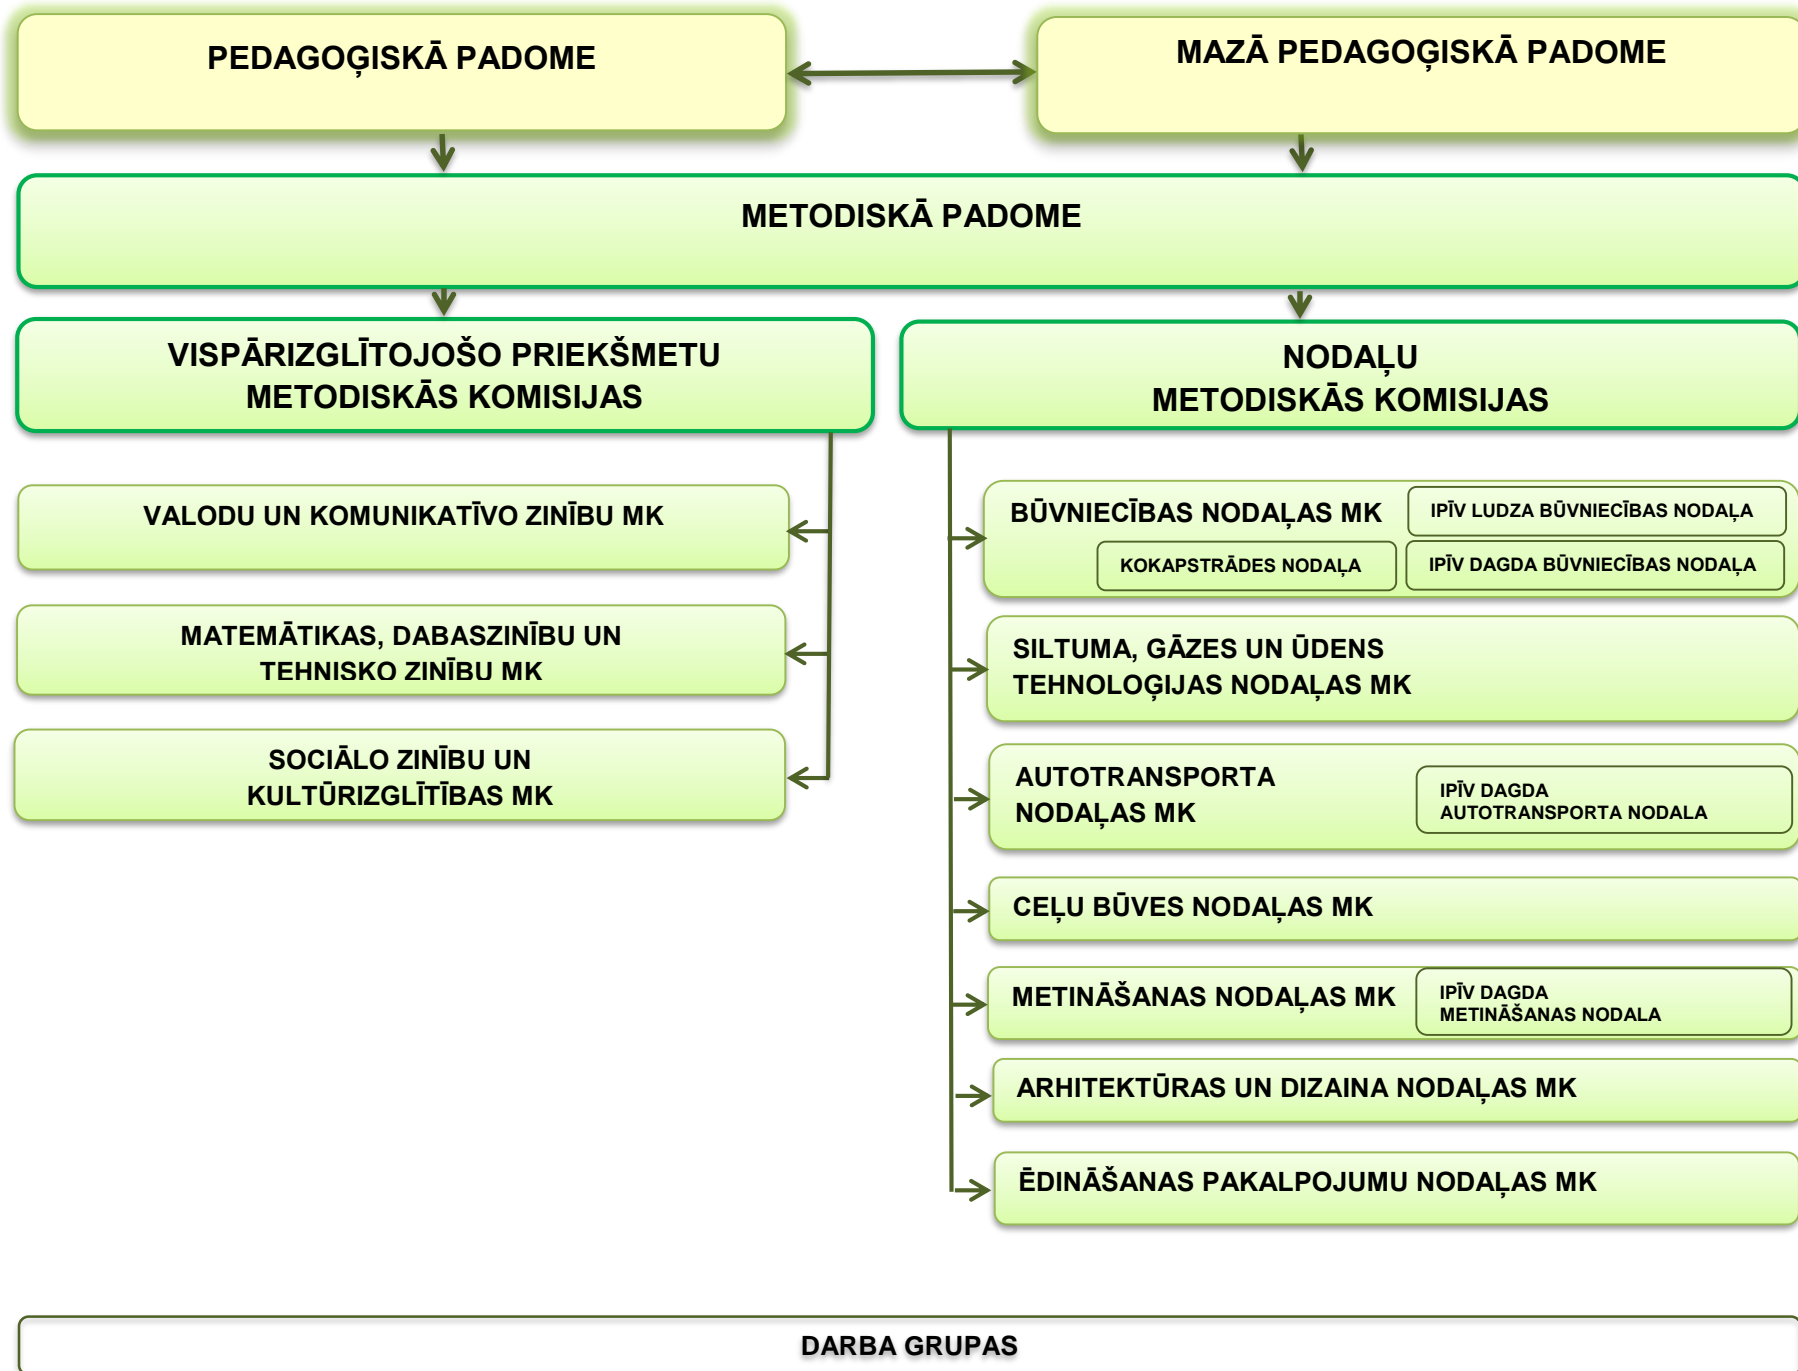 PEDAGOĢISKĀ PADOME
MAZĀ PEDAGOĢISKĀ PADOME
METODISKĀ PADOME
VISPĀRIZGLĪTOJOŠO PRIEKŠMETU
METODISKĀS KOMISIJAS
VALODU UN KOMUNIKATĪVO ZINĪBU MK
MATEMĀTIKAS, DABASZINĪBU UN
TEHNISKO ZINĪBU MK
SOCIĀLO ZINĪBU UN
KULTŪRIZGLĪTĪBAS MK
NODAĻU
METODISKĀS KOMISIJAS
BŪVNIECĪBAS NODAĻAS MK
IPĪV LUDZA BŪVNIECĪBAS NODAĻA
KOKAPSTRĀDES NODAĻA
IPĪV DAGDA BŪVNIECĪBAS NODAĻA
SILTUMA, GĀZES UN ŪDENS
TEHNOLOĢIJAS NODAĻAS MK
AUTOTRANSPORTA
NODAĻAS MK
IPĪV DAGDA
AUTOTRANSPORTA NODALA
CEĻU BŪVES NODAĻAS MK
METINĀŠANAS NODAĻAS MK
IPĪV DAGDA
METINĀŠANAS NODALA
ARHITEKTŪRAS UN DIZAINA NODAĻAS MK
ĒDINĀŠANAS PAKALPOJUMU NODAĻAS MK
DARBA GRUPAS